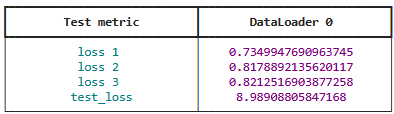 Test metric DataLoader 0
loss 1 0.7349947690963745
loss 2 0.8178892135620117
loss 3 0.8212516903877258
test_loss 8.98908805847168